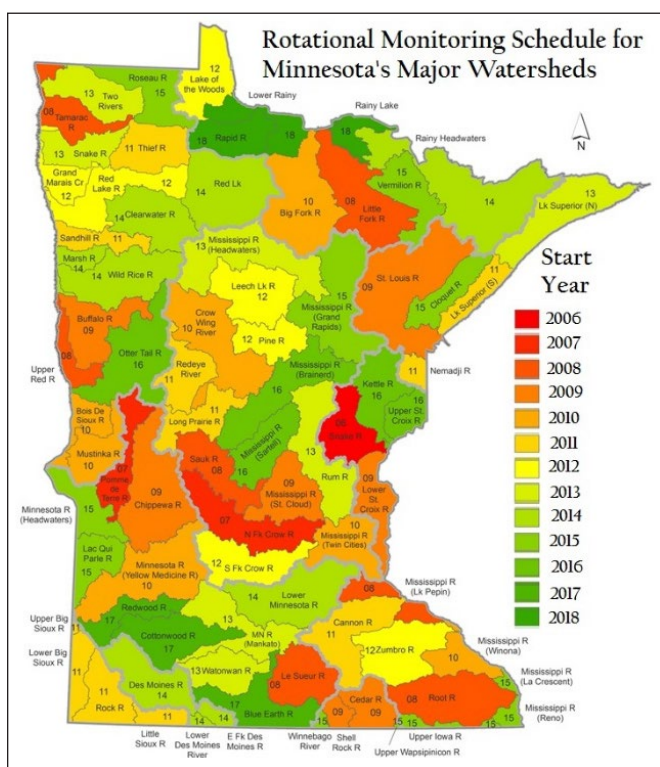 Rotational Monitoring Schedule for
Minnesota's Major Watersheds
12
Lake of
the Woods
Roseau R
15
Lower Rainy
Rainy Lake
13
Two
Rivers
08
Tamarac
R
18
Rapid R
18
18
Rainy Headwaters
N
11
Thief R
13
Snake R
15
Vermilion R
Grand
Marais Cr
12
Red
Lake R
12
14
Red Lk
10
Big Fork R
08
Little
Fork R
14
13
Lk Superior (N)
14
Clearwater R
Sandhill R
11
13
Mississippi R
(Headwaters)
St. Louis R
09
11
Marsh R
14
14
Wild Rice R
Leech Lk R
12
15
Mississippi R
(Grand
Rapids)
15
Cloquet R
Lk Superior (S)
Start
Year
2006
2007
2008
2009
2010
2011
2012
2013
2014
2015
2016
2017
2018
Buffalo R
09
08
Upper
Red R
Otter Tail R
16
10
Crow
Wing
River
12
Pine R
Redeye
River
11
Mississippi R
(Brainerd)
16
Kettle R
16
11
Nemadji R
16
Upper St.
Croix R
Bois De
Sioux R
10
Mustinka R
10
11
Long Prairie R
Mississippi R
(Sartell)
16
06
Snake R
13
Rum R
07
Pomme
de
Terre R
09
Chippewa R
Sauk R
08
09
Mississippi R
(St. Cloud)
09
Lower
St.
Croix R
Minnesota R
(Headwaters)
15
07
N Fk Crow R
10
Mississippi R
(Twin Cities)
Lac Qui
Parle R
15
Minnesota R
(Yellow Medicine R)
10
12
S Fk Crow R
14
Lower
Minnesota R
08
Mississippi R
(Lk Pepin)
Redwood R
17
13
Cottonwood R
17
MN R
(Mankato)
Cannon R
11
12
Zumbro R
10
Mississippi R
(Winona)
Upper Big
Sioux R
11
Lower Big
Sioux R
11
11
Rock R
Des Moines R
14
13
Watonwan R
08
Le Sueur R
Cedar R
09
09
08
Root R
15
Mississippi R
(La Crescent)
17
Blue Earth R
11
14
14
15
15
15
15
Mississippi R
(Reno)
Little
Sioux R
Lower
Des Moines
River
E Fk Des
Moines R
Winnebago
River
Shell
Rock R
Upper Iowa R
Upper Wapsipinicon R